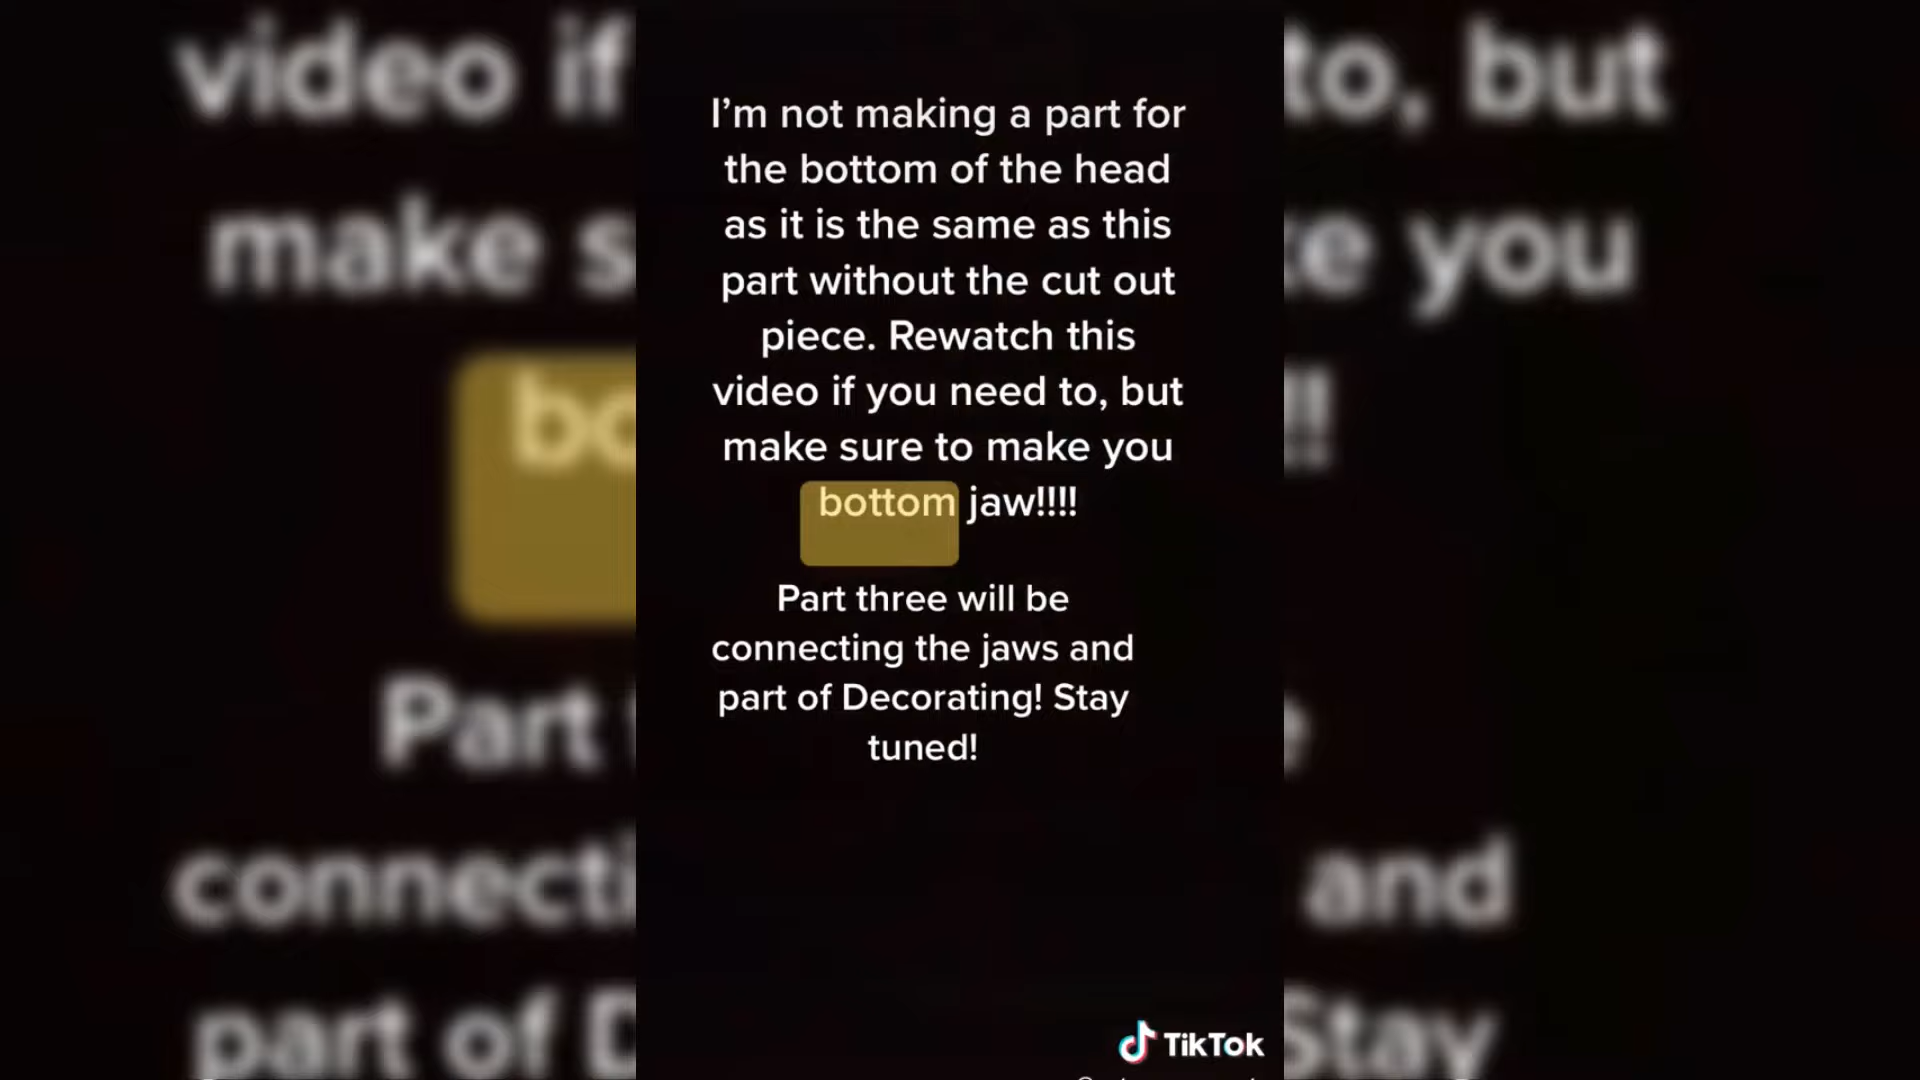 I'm not making a part for
the bottom of the head
as it is the same as this
part without the cut out
piece. Rewatch this
video if you need to, but
make sure to make you
bottom jaw!!!!
Part three will be
connecting the jaws and
part of Decorating! Stay
tuned!
TikTok